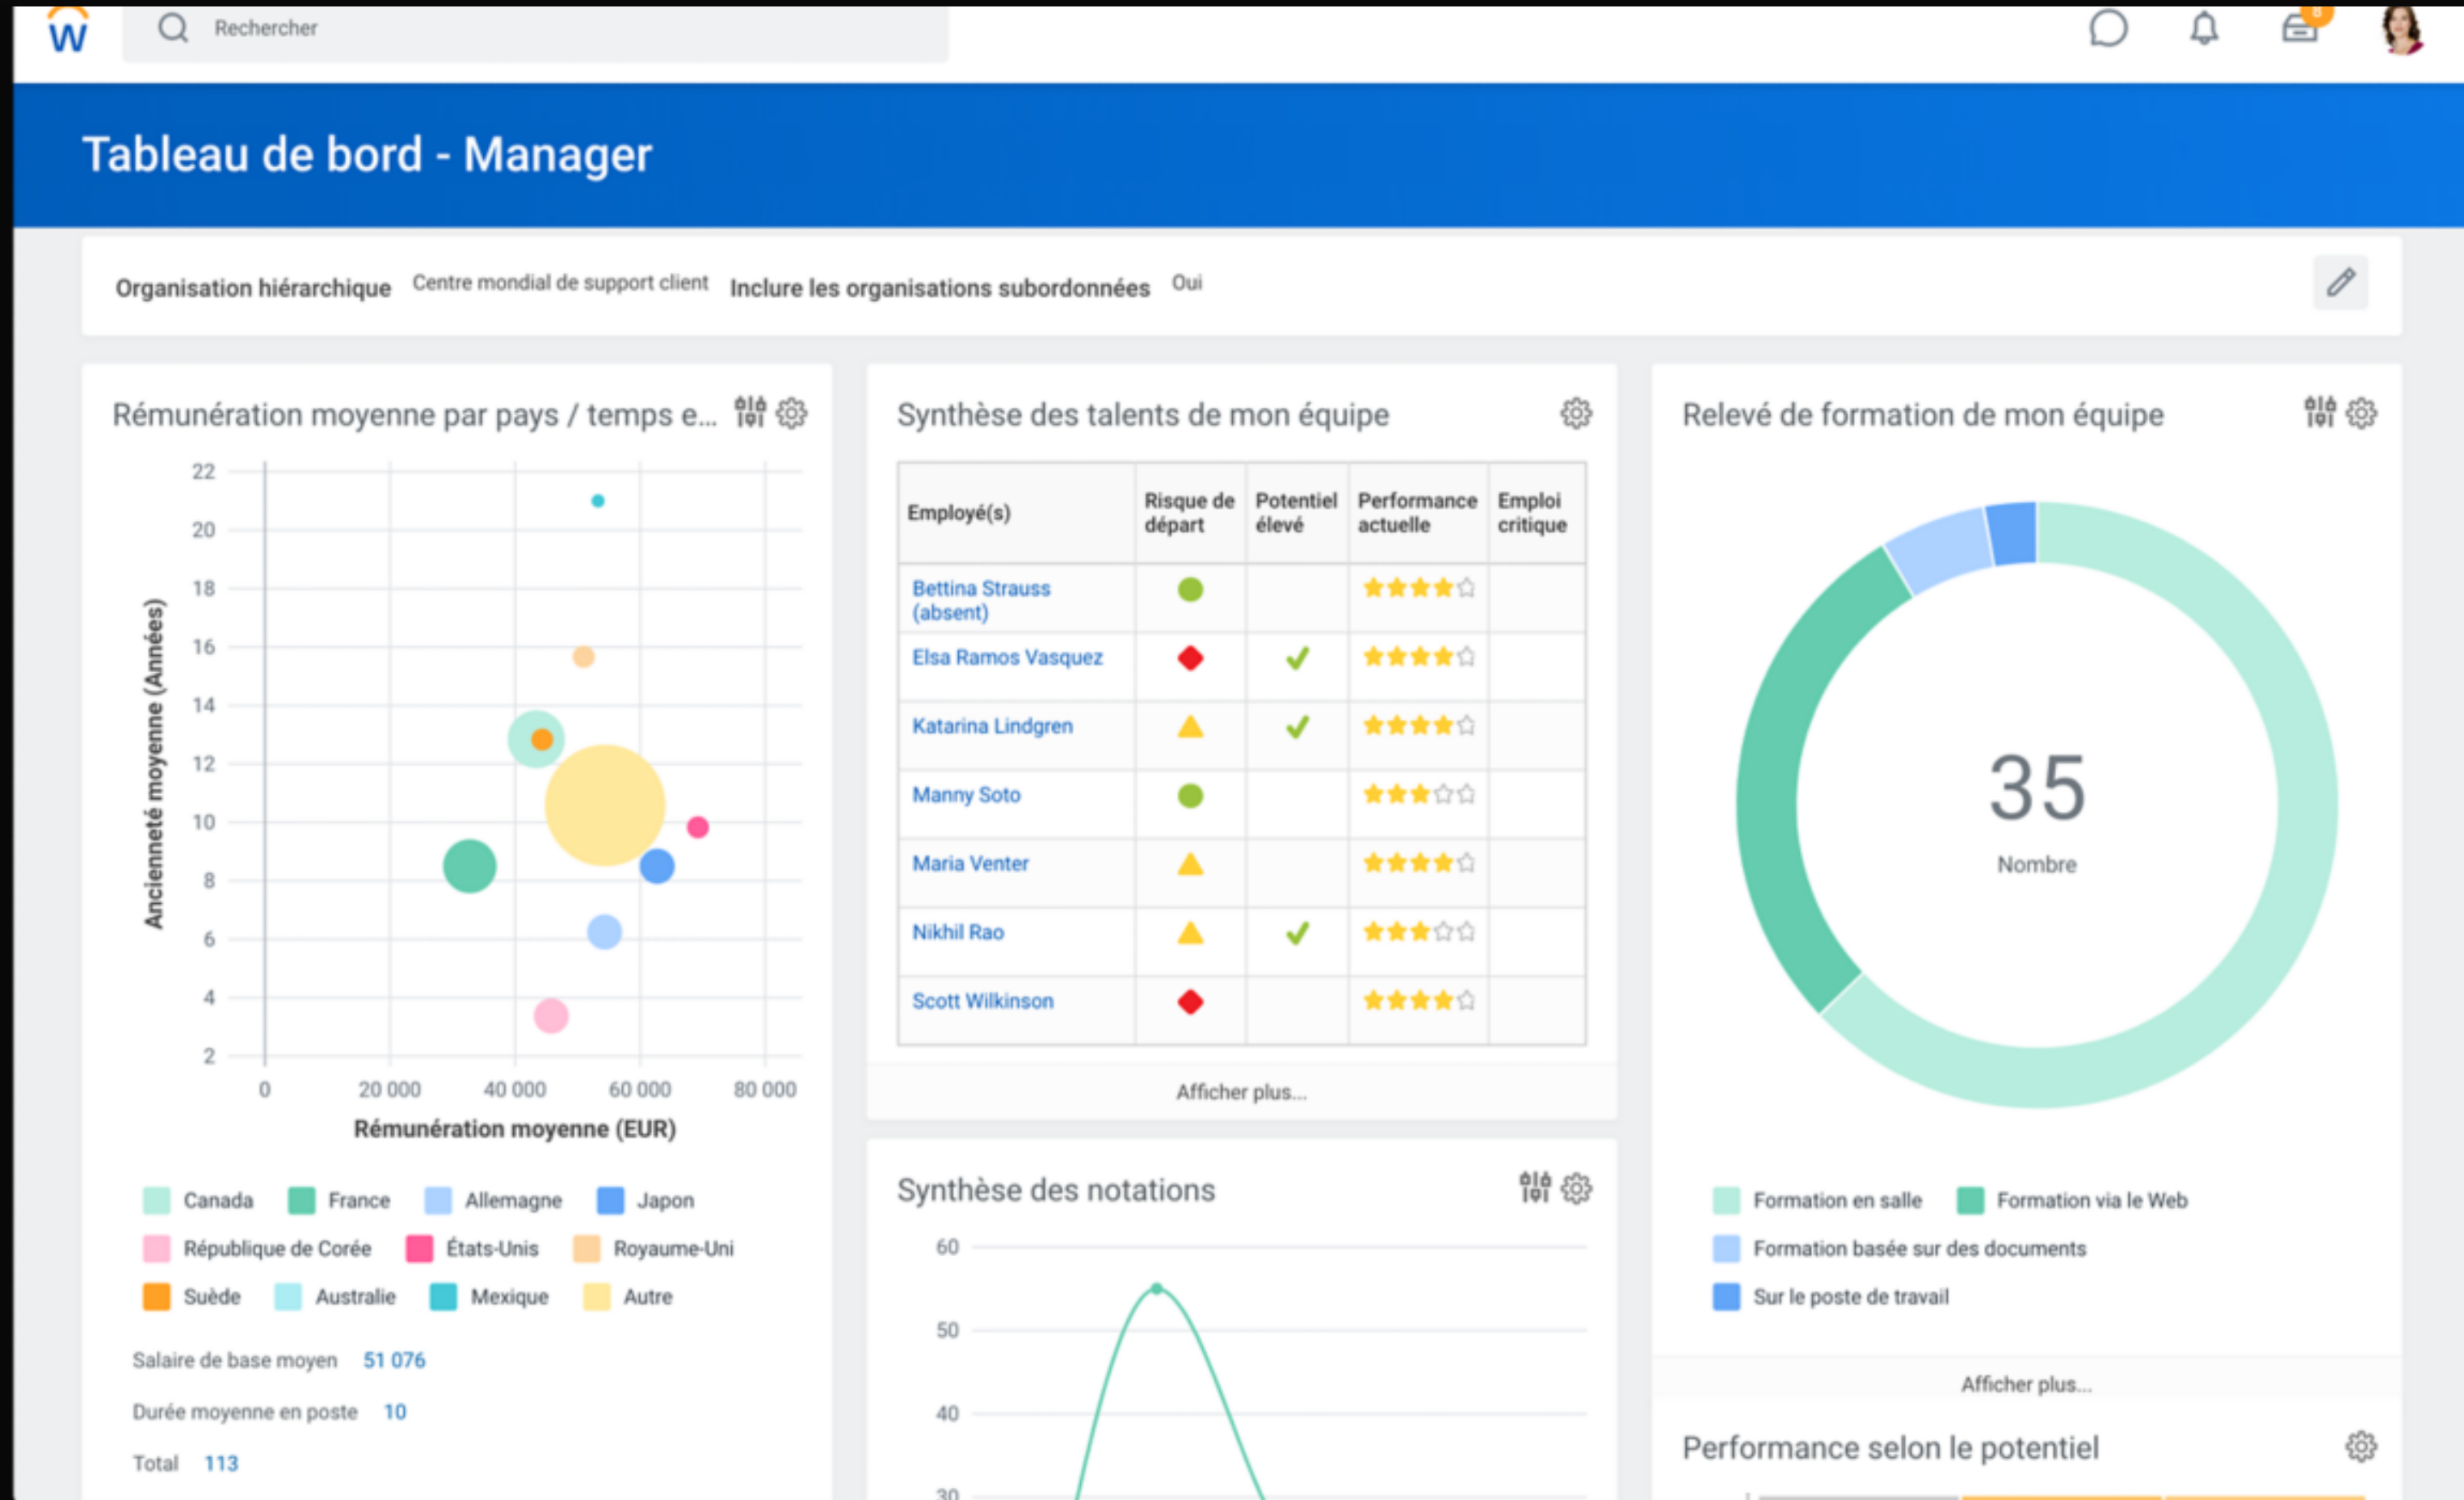 W
Rechercher
8
Tableau de bord - Manager
Organisation hiérarchique Centre mondial de support client Inclure les organisations subordonnées Oui
Rémunération moyenne par pays / temps e...
Ancienneté moyenne (Années)
22
20
18
16
14
12
10
8
6
4
2
0 20 000 40 000 60 000 80 000
Rémunération moyenne (EUR)
Canada France Allemagne Japon
République de Corée États-Unis Royaume-Uni
Suède Australie Mexique Autre
Salaire de base moyen 51 076
Durée moyenne en poste 10
Total 113
Synthèse des talents de mon équipe
Employé(s) Risque de départ Potentiel élevé Performance actuelle Emploi critique
Bettina Strauss
(absent)
Elsa Ramos Vasquez
Katarina Lindgren
Manny Soto
Maria Venter
Nikhil Rao
Scott Wilkinson
Afficher plus...
Synthèse des notations
60
50
40
30
Relevé de formation de mon équipe
35
Nombre
Formation en salle Formation via le Web
Formation basée sur des documents
Sur le poste de travail
Afficher plus...
Performance selon le potentiel